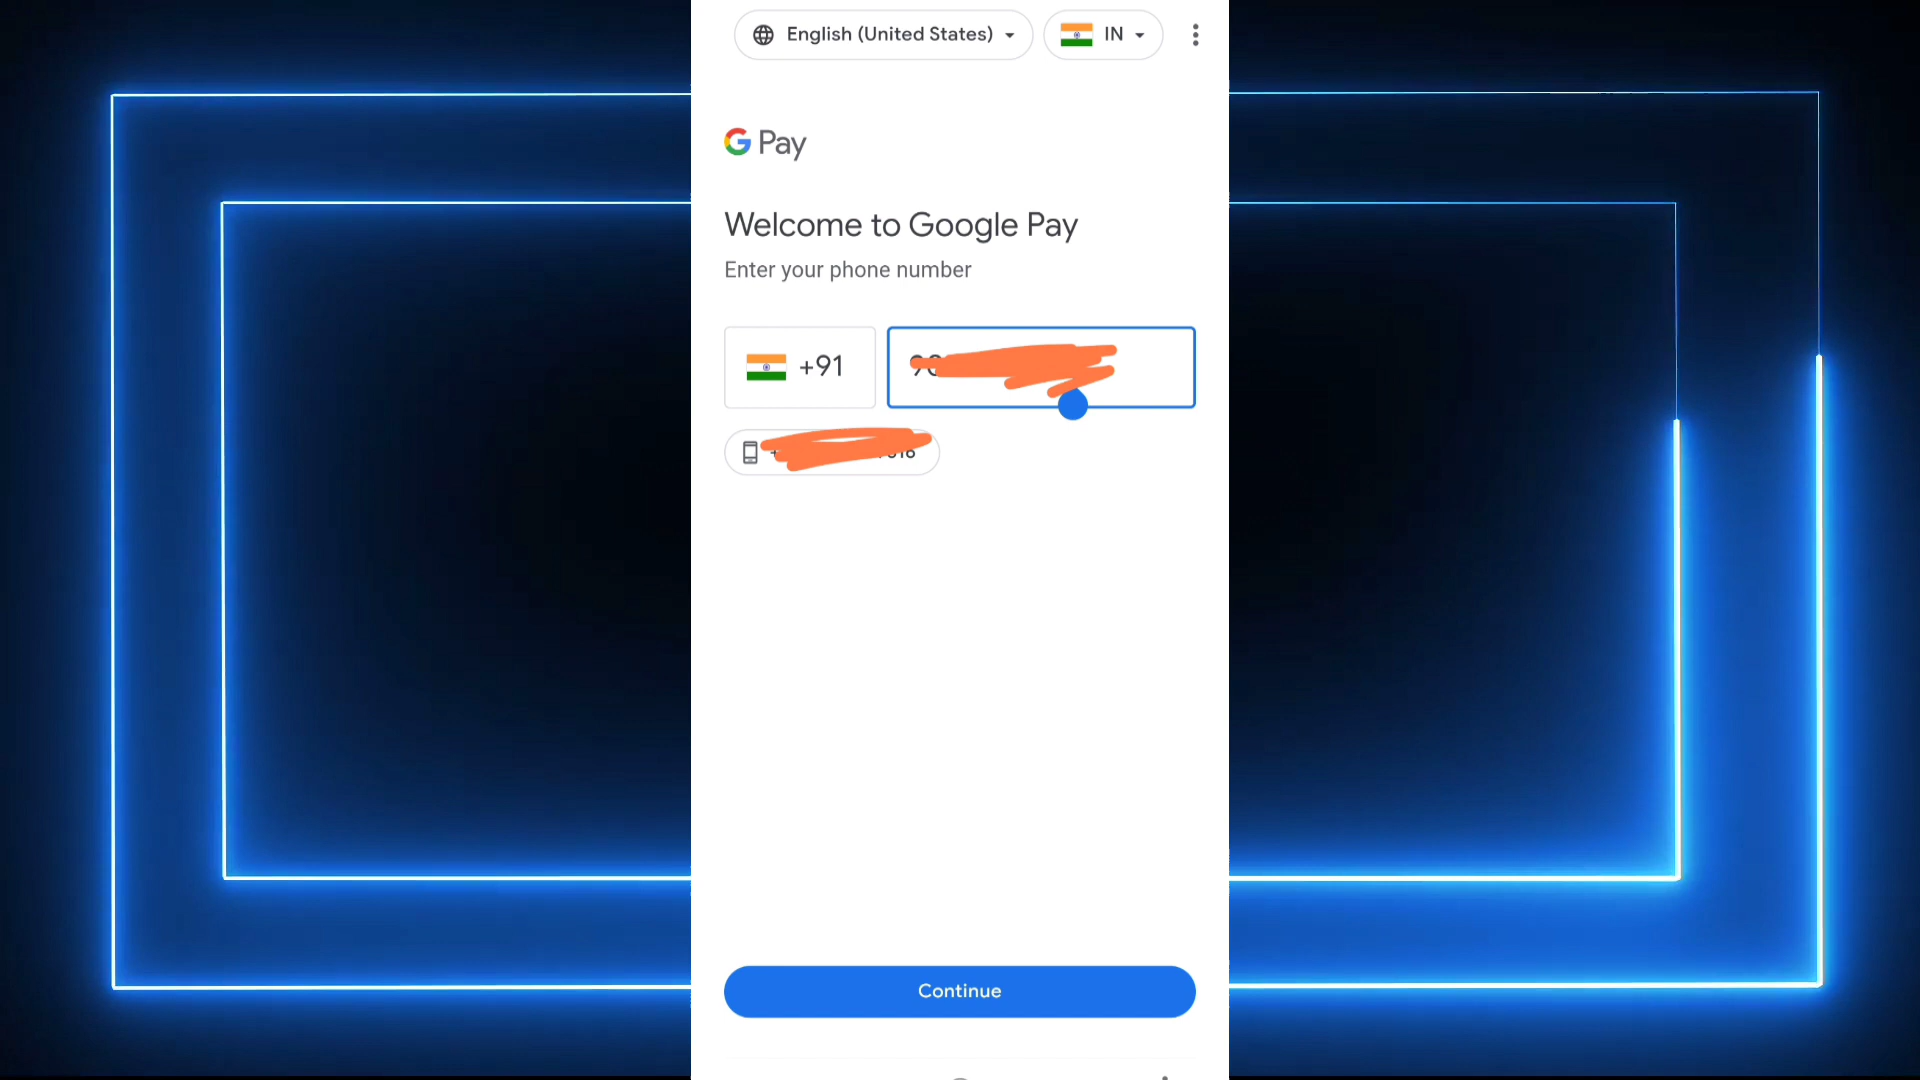 English (United States)
IN
G Pay
Welcome to Google Pay
Enter your phone number
+91
Continue